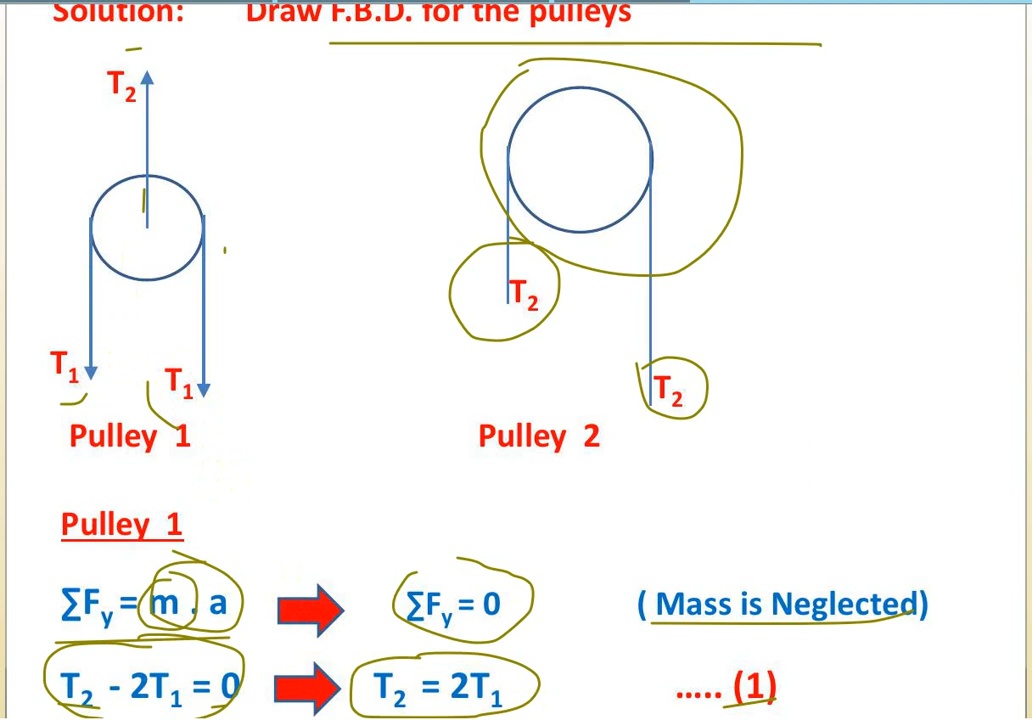 Solution: Draw F.B.D. for the pulleys
T₂
T₁
T₁
Pulley 1
T₂
T₂
Pulley 2
Pulley 1
∑Fy = m . a ∑Fy = 0 ( Mass is Neglected)
T₂ - 2T₁ = 0 T₂ = 2T₁ ..... (1)